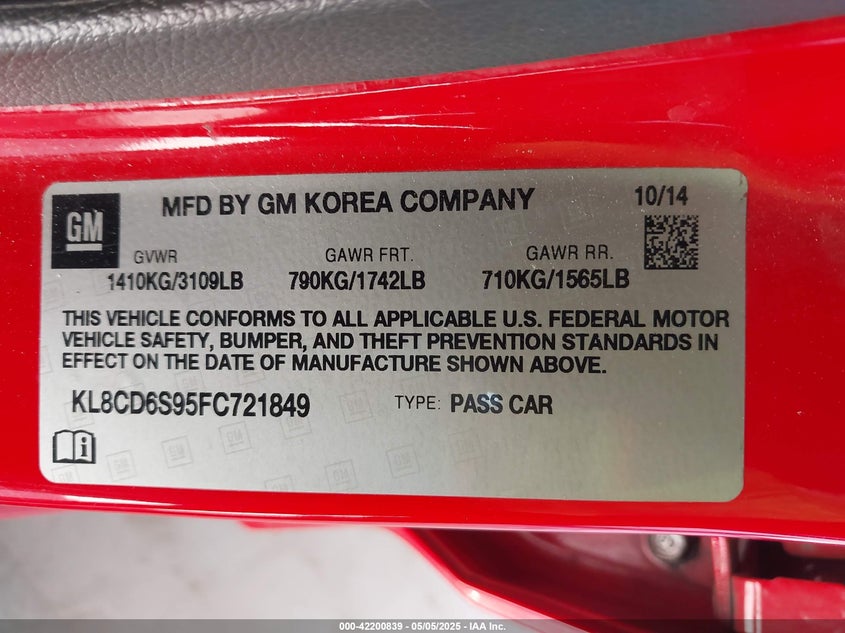 GM MFD BY GM KOREA COMPANY 10/14
GVWR GAWR FRT. GAWR RR.
1410KG/3109LB 790KG/1742LB 710KG/1565LB
THIS VEHICLE CONFORMS TO ALL APPLICABLE U.S. FEDERAL MOTOR
VEHICLE SAFETY, BUMPER, AND THEFT PREVENTION STANDARDS IN
EFFECT ON THE DATE OF MANUFACTURE SHOWN ABOVE.
KL8CD6S95FC721849 TYPE: PASS CAR
000-42200839 - 05/05/2025 - IAA Inc.